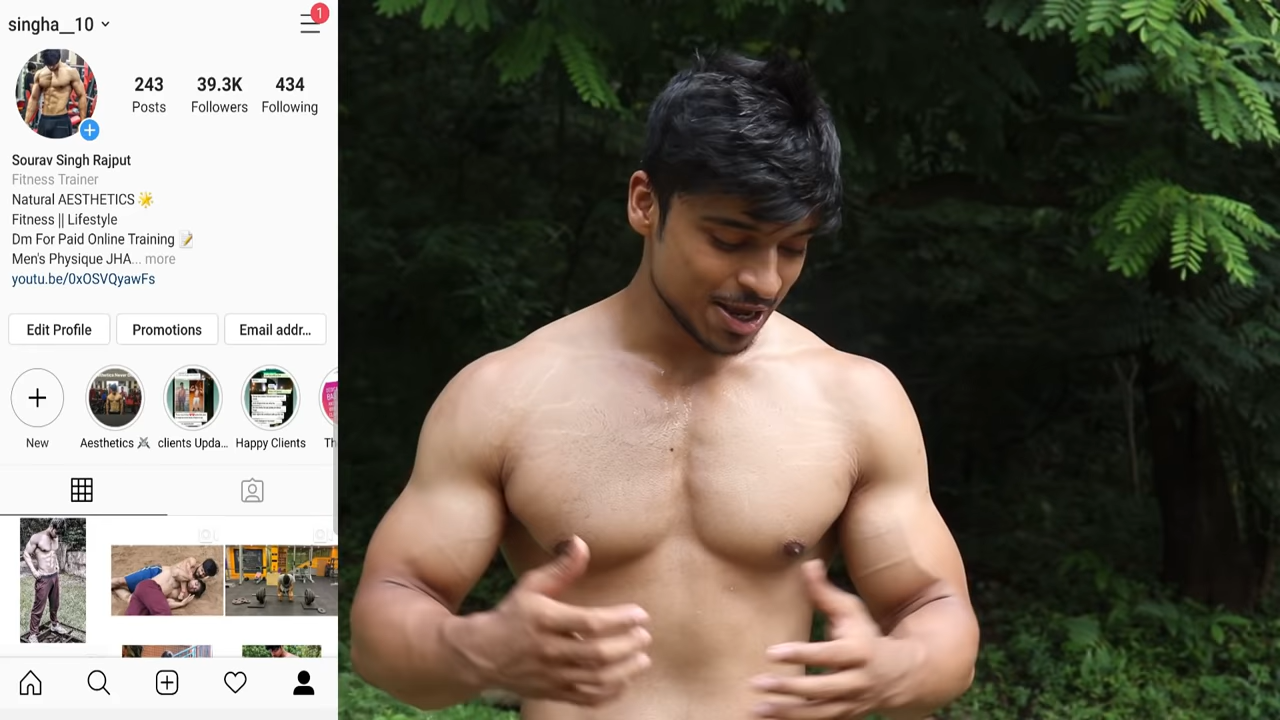 singha__10
1
243 39.3K 434
Posts Followers Following
Sourav Singh Rajput
Fitness Trainer
Natural AESTHETICS 🌟
Fitness || Lifestyle
Dm For Paid Online Training 📝
Men's Physique JHA... more
youtu.be/0xOSVQyawFs
Edit Profile Promotions Email addr...
New Aesthetics ⚔ clients Upda... Happy Clients Th